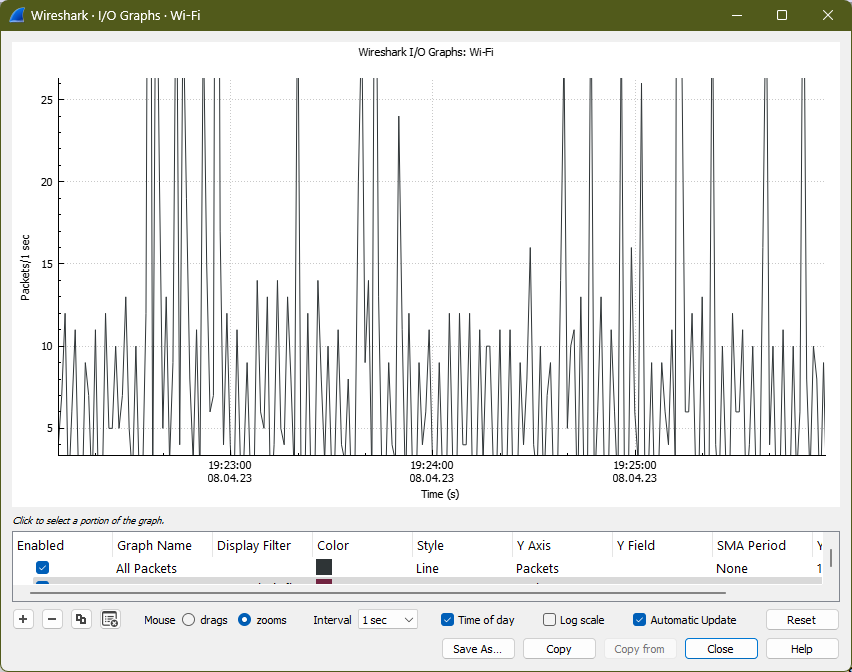 Wireshark · I/O Graphs · Wi-Fi
Wireshark I/O Graphs: Wi-Fi
25
20
15
10
5
Packets/1 sec
19:23:00 19:24:00 19:25:00
08.04.23 08.04.23 08.04.23
Time (s)
Click to select a portion of the graph.
Enabled Graph Name Display Filter Color Style Y Axis Y Field SMA Period Y
All Packets Line Packets None 1
Mouse drags zooms Interval 1 sec Time of day Log scale Automatic Update Reset
Save As... Copy Copy from Close Help